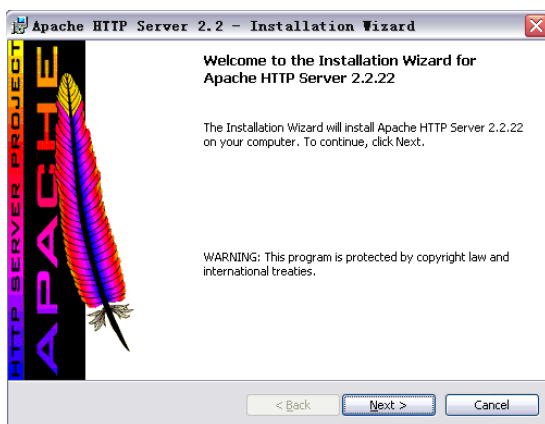 Apache HTTP Server 2.2 - Installation Wizard
HTTP SERVER PROJECT
APACHE
Welcome to the Installation Wizard for
Apache HTTP Server 2.2.22
The Installation Wizard will install Apache HTTP Server 2.2.22
on your computer. To continue, click Next.
WARNING: This program is protected by copyright law and
international treaties.
< Back
Next >
Cancel